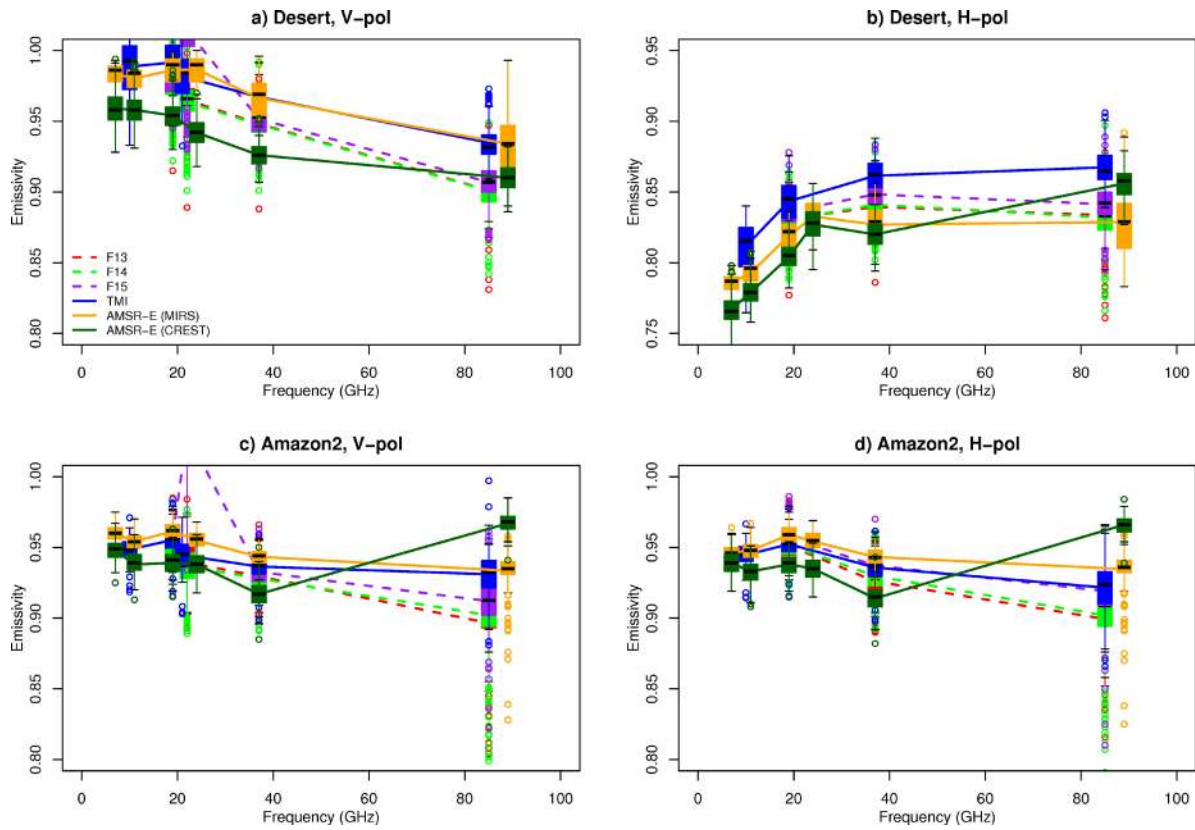 a) Desert, V-pol
Emissivity
1.00
0.95
0.90
0.85
0.80
F13
F14
F15
TMI
AMSR-E (MIRS)
AMSR-E (CREST)
0 20 40 60 80 100
Frequency (GHz)
b) Desert, H-pol
Emissivity
0.95
0.90
0.85
0.80
0.75
0 20 40 60 80 100
Frequency (GHz)
c) Amazon2, V-pol
Emissivity
1.00
0.95
0.90
0.85
0.80
0 20 40 60 80 100
Frequency (GHz)
d) Amazon2, H-pol
Emissivity
1.00
0.95
0.90
0.85
0.80
0 20 40 60 80 100
Frequency (GHz)